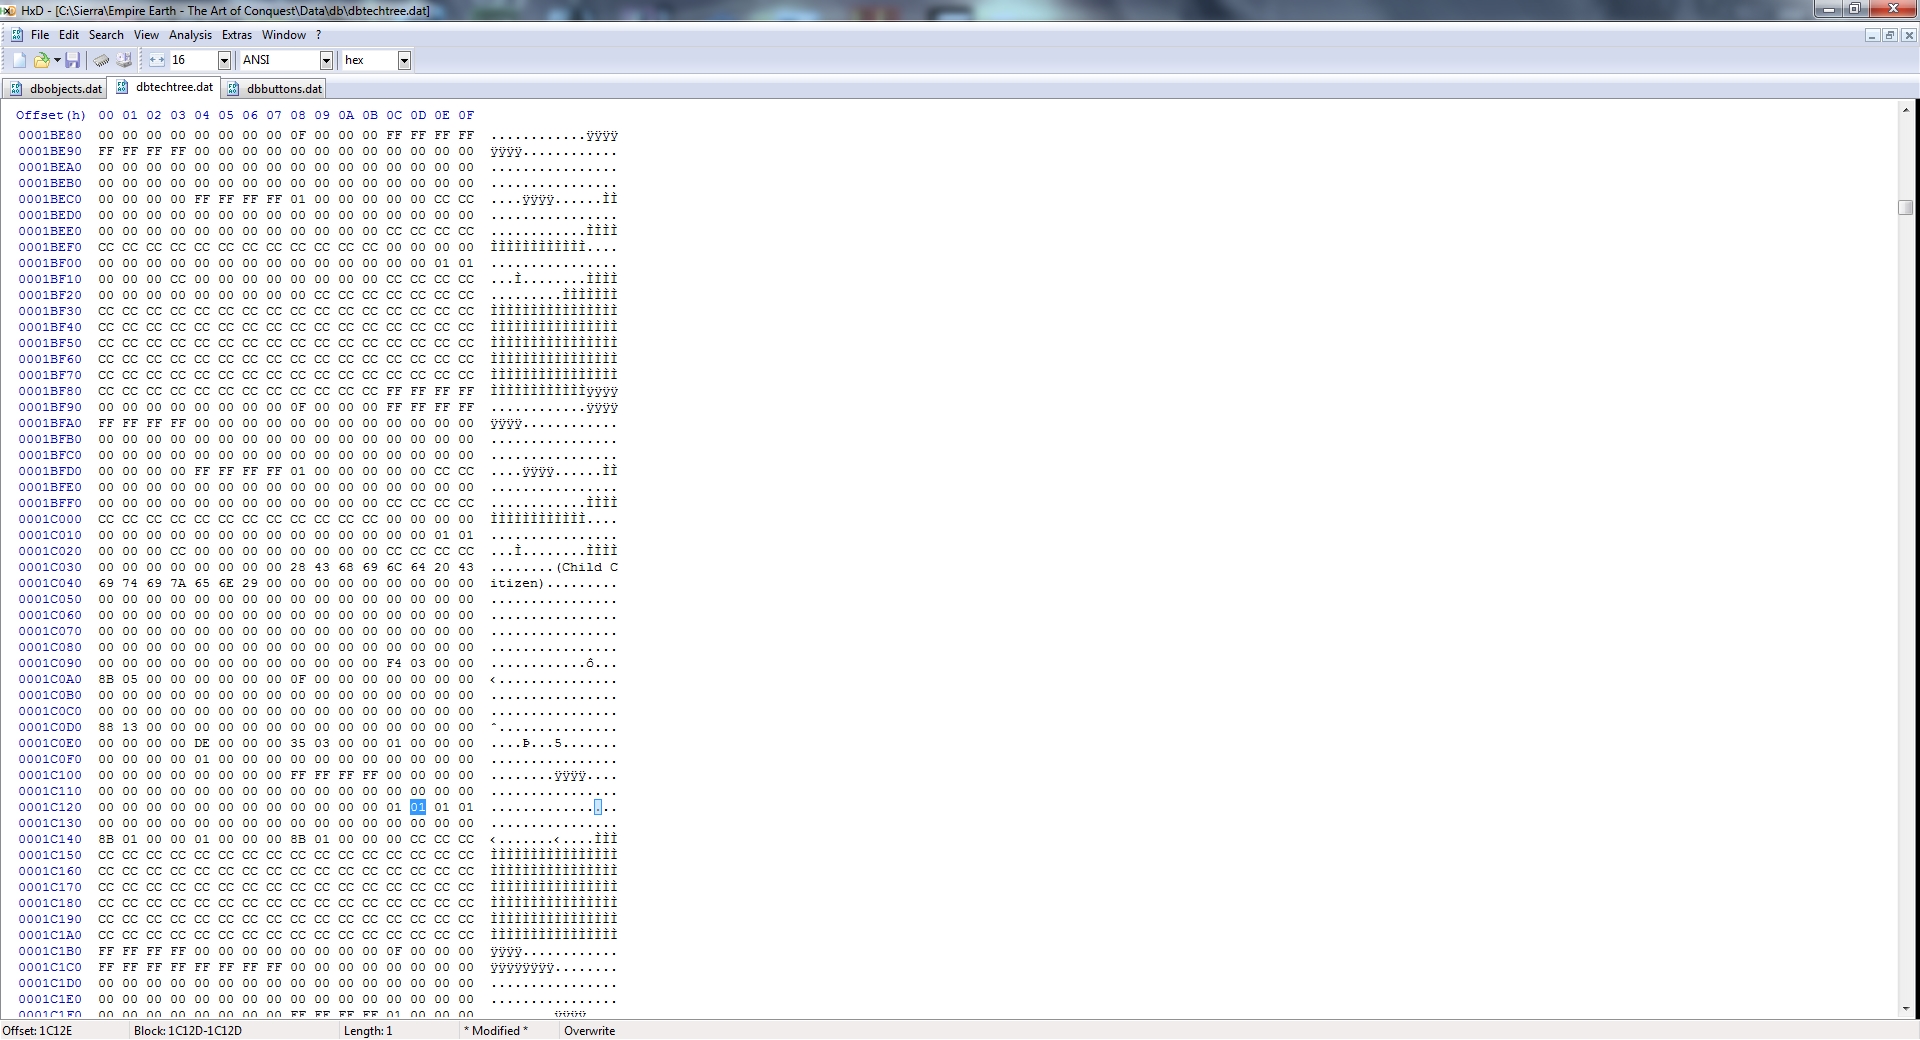 HxD - [C:\Sierra\Empire Earth - The Art of Conquest\Data\db\dbtechtree.dat]
File Edit Search View Analysis Extras Window ?
16 ANSI hex
dbobjects.dat dbtechtree.dat dbbuttons.dat
Offset(h) 00 01 02 03 04 05 06 07 08 09 0A 0B 0C 0D 0E 0F
0001BE80 00 00 00 00 00 00 00 00 0F 00 00 00 FF FF FF FF ............ÿÿÿÿ
0001BE90 FF FF FF FF 00 00 00 00 00 00 00 00 00 00 00 00 ÿÿÿÿ............
0001BEA0 00 00 00 00 00 00 00 00 00 00 00 00 00 00 00 00 ................
0001BEB0 00 00 00 00 00 00 00 00 00 00 00 00 00 00 00 00 ................
0001BEC0 00 00 00 00 FF FF FF FF 01 00 00 00 00 00 CC CC ....ÿÿÿÿ......ÌÌ
0001BED0 00 00 00 00 00 00 00 00 00 00 00 00 00 00 00 00 ................
0001BEE0 00 00 00 00 00 00 00 00 00 00 00 00 CC CC CC CC ............ÌÌÌÌ
0001BEF0 CC CC CC CC CC CC CC CC CC CC CC CC 00 00 00 00 ÌÌÌÌÌÌÌÌÌÌÌÌ....
0001BF00 00 00 00 00 00 00 00 00 00 00 00 00 00 00 01 01 ................
0001BF10 00 00 00 CC 00 00 00 00 00 00 00 00 CC CC CC CC ...Ì........ÌÌÌÌ
0001BF20 00 00 00 00 00 00 00 00 00 CC CC CC CC CC CC CC .........ÌÌÌÌÌÌÌ
0001BF30 CC CC CC CC CC CC CC CC CC CC CC CC CC CC CC CC ÌÌÌÌÌÌÌÌÌÌÌÌÌÌÌÌ
0001BF40 CC CC CC CC CC CC CC CC CC CC CC CC CC CC CC CC ÌÌÌÌÌÌÌÌÌÌÌÌÌÌÌÌ
0001BF50 CC CC CC CC CC CC CC CC CC CC CC CC CC CC CC CC ÌÌÌÌÌÌÌÌÌÌÌÌÌÌÌÌ
0001BF60 CC CC CC CC CC CC CC CC CC CC CC CC CC CC CC CC ÌÌÌÌÌÌÌÌÌÌÌÌÌÌÌÌ
0001BF70 CC CC CC CC CC CC CC CC CC CC CC CC CC CC CC CC ÌÌÌÌÌÌÌÌÌÌÌÌÌÌÌÌ
0001BF80 CC CC CC CC CC CC CC CC CC CC CC CC FF FF FF FF ÌÌÌÌÌÌÌÌÌÌÌÌÿÿÿÿ
0001BF90 00 00 00 00 00 00 00 00 0F 00 00 00 FF FF FF FF ............ÿÿÿÿ
0001BFA0 FF FF FF FF 00 00 00 00 00 00 00 00 00 00 00 00 ÿÿÿÿ............
0001BFB0 00 00 00 00 00 00 00 00 00 00 00 00 00 00 00 00 ................
0001BFC0 00 00 00 00 00 00 00 00 00 00 00 00 00 00 00 00 ................
0001BFD0 00 00 00 00 FF FF FF FF 01 00 00 00 00 00 CC CC ....ÿÿÿÿ......ÌÌ
0001BFE0 00 00 00 00 00 00 00 00 00 00 00 00 00 00 00 00 ................
0001BFF0 00 00 00 00 00 00 00 00 00 00 00 00 CC CC CC CC ............ÌÌÌÌ
0001C000 CC CC CC CC CC CC CC CC CC CC CC CC 00 00 00 00 ÌÌÌÌÌÌÌÌÌÌÌÌ....
0001C010 00 00 00 00 00 00 00 00 00 00 00 00 00 00 01 01 ................
0001C020 00 00 00 CC 00 00 00 00 00 00 00 00 CC CC CC CC ...Ì........ÌÌÌÌ
0001C030 00 00 00 00 00 00 00 00 28 43 68 69 6C 64 20 43 ........(Child C
0001C040 69 74 69 7A 65 6E 29 00 00 00 00 00 00 00 00 00 itizen).........
0001C050 00 00 00 00 00 00 00 00 00 00 00 00 00 00 00 00 ................
0001C060 00 00 00 00 00 00 00 00 00 00 00 00 00 00 00 00 ................
0001C070 00 00 00 00 00 00 00 00 00 00 00 00 00 00 00 00 ................
0001C080 00 00 00 00 00 00 00 00 00 00 00 00 00 00 00 00 ................
0001C090 00 00 00 00 00 00 00 00 00 00 00 00 F4 03 00 00 ............ô...
0001C0A0 8B 05 00 00 00 00 00 00 0F 00 00 00 00 00 00 00 ‹...............
0001C0B0 00 00 00 00 00 00 00 00 00 00 00 00 00 00 00 00 ................
0001C0C0 00 00 00 00 00 00 00 00 00 00 00 00 00 00 00 00 ................
0001C0D0 88 13 00 00 00 00 00 00 00 00 00 00 00 00 00 00 ˆ...............
0001C0E0 00 00 00 00 DE 00 00 00 35 03 00 00 01 00 00 00 ....Þ...5.......
0001C0F0 00 00 00 00 01 00 00 00 00 00 00 00 00 00 00 00 ................
0001C100 00 00 00 00 00 00 00 00 FF FF FF FF 00 00 00 00 ........ÿÿÿÿ....
0001C110 00 00 00 00 00 00 00 00 00 00 00 00 00 00 00 00 ................
0001C120 00 00 00 00 00 00 00 00 00 00 00 00 01 01 01 01 ................
0001C130 00 00 00 00 00 00 00 00 00 00 00 00 00 00 00 00 ................
0001C140 8B 01 00 00 01 00 00 00 8B 01 00 00 00 CC CC CC ‹.......‹....ÌÌÌ
0001C150 CC CC CC CC CC CC CC CC CC CC CC CC CC CC CC CC ÌÌÌÌÌÌÌÌÌÌÌÌÌÌÌÌ
0001C160 CC CC CC CC CC CC CC CC CC CC CC CC CC CC CC CC ÌÌÌÌÌÌÌÌÌÌÌÌÌÌÌÌ
0001C170 CC CC CC CC CC CC CC CC CC CC CC CC CC CC CC CC ÌÌÌÌÌÌÌÌÌÌÌÌÌÌÌÌ
0001C180 CC CC CC CC CC CC CC CC CC CC CC CC CC CC CC CC ÌÌÌÌÌÌÌÌÌÌÌÌÌÌÌÌ
0001C190 CC CC CC CC CC CC CC CC CC CC CC CC CC CC CC CC ÌÌÌÌÌÌÌÌÌÌÌÌÌÌÌÌ
0001C1A0 CC CC CC CC CC CC CC CC CC CC CC CC CC CC CC CC ÌÌÌÌÌÌÌÌÌÌÌÌÌÌÌÌ
0001C1B0 FF FF FF FF 00 00 00 00 00 00 00 00 0F 00 00 00 ÿÿÿÿ............
0001C1C0 FF FF FF FF FF FF FF FF 00 00 00 00 00 00 00 00 ÿÿÿÿÿÿÿÿ........
0001C1D0 00 00 00 00 00 00 00 00 00 00 00 00 00 00 00 00 ................
0001C1E0 00 00 00 00 00 00 00 00 00 00 00 00 00 00 00 00 ................
0001C1F0 00 00 00 00 00 00 00 00 FF FF FF FF 01 00 00 00 ........ÿÿÿÿ....
Offset: 1C12E Block: 1C12D-1C12D Length: 1 * Modified * Overwrite